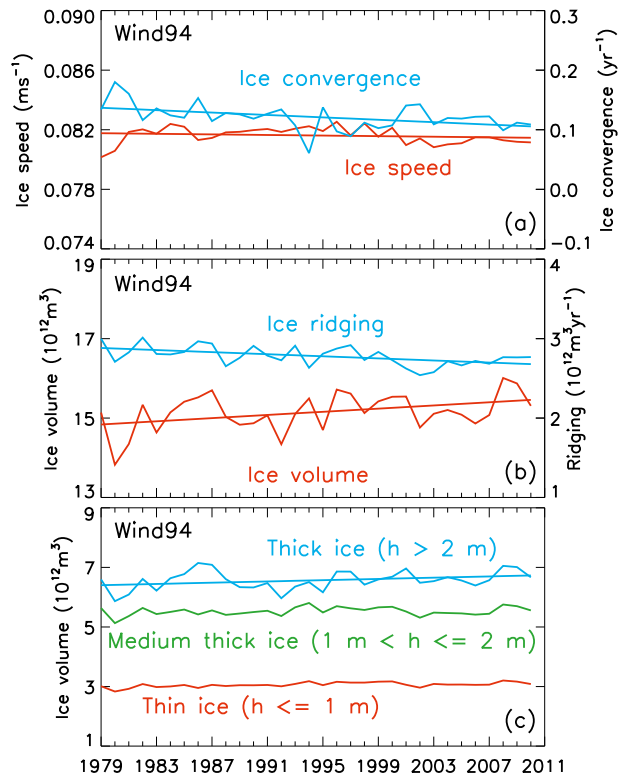 0.090
Wind94
0.3
0.086
Ice convergence
0.2
0.082
0.1
Ice speed
0.078
0.0
0.074
(a)
-0.1
Ice speed (ms⁻¹)
Ice convergence (yr⁻¹)
19
Wind94
4
Ice ridging
17
3
15
2
Ice volume
13
(b)
1
Ice volume (10¹²m³)
Ridging (10¹²m³yr⁻¹)
9
Wind94
Thick ice (h > 2 m)
7
5
Medium thick ice (1 m < h <= 2 m)
3
Thin ice (h <= 1 m)
(c)
1
Ice volume (10¹²m³)
1979 1983 1987 1991 1995 1999 2003 2007 2011